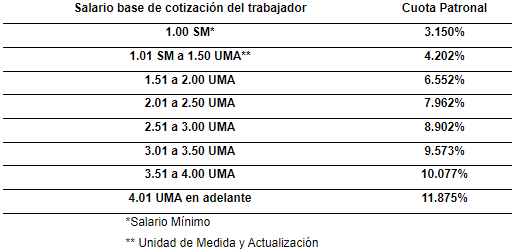 Salario base de cotización del trabajador Cuota Patronal
1.00 SM* 3.150%
1.01 SM a 1.50 UMA** 4.202%
1.51 a 2.00 UMA 6.552%
2.01 a 2.50 UMA 7.962%
2.51 a 3.00 UMA 8.902%
3.01 a 3.50 UMA 9.573%
3.51 a 4.00 UMA 10.077%
4.01 UMA en adelante 11.875%
*Salario Mínimo
** Unidad de Medida y Actualización